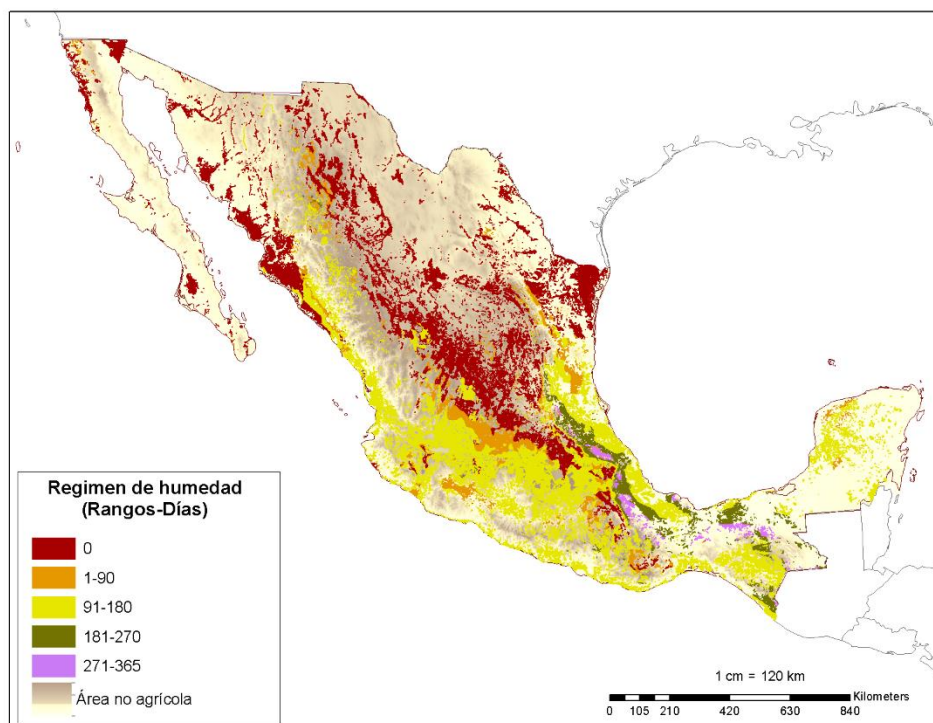 Regimen de humedad
(Rangos-Días)
0
1-90
91-180
181-270
271-365
Área no agrícola
1 cm = 120 km
Kilometers
0 105 210 420 630 840